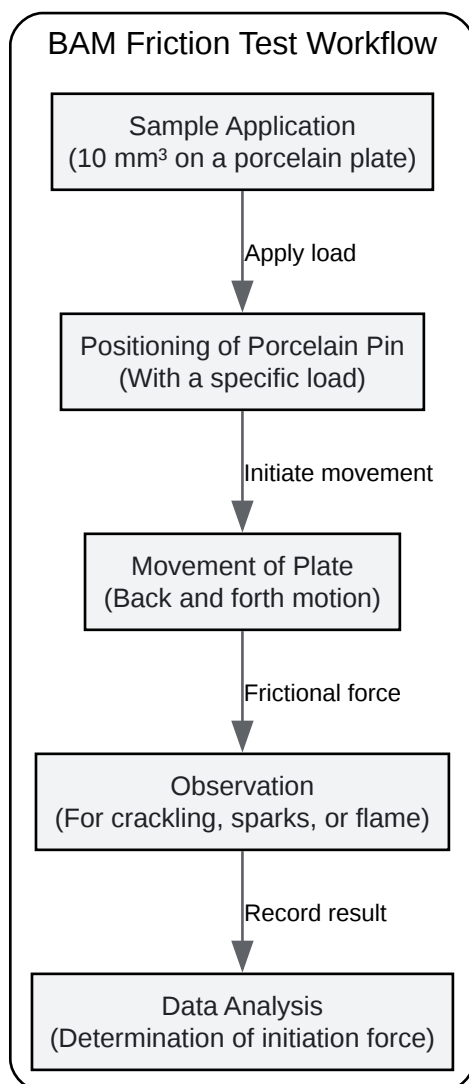 BAM Friction Test Workflow
Sample Application
(10 mm³ on a porcelain plate)
Apply load
Positioning of Porcelain Pin
(With a specific load)
Initiate movement
Movement of Plate
(Back and forth motion)
Frictional force
Observation
(For crackling, sparks, or flame)
Record result
Data Analysis
(Determination of initiation force)